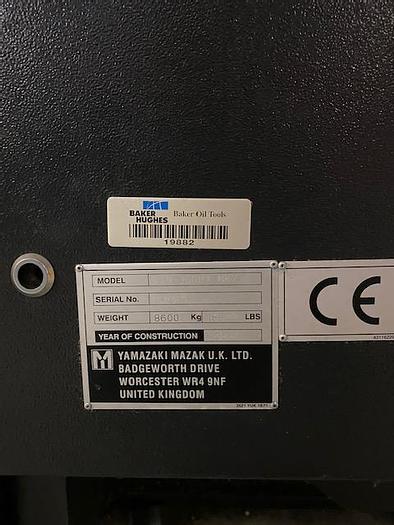 BAKER
HUGHES
Baker Oil Tools
19882
MODEL
SERIAL No.
WEIGHT 8600 Kg LBS
YEAR OF CONSTRUCTION
CE
YAMAZAKI MAZAK U.K. LTD.
BADGEWORTH DRIVE
WORCESTER WR4 9NF
UNITED KINGDOM